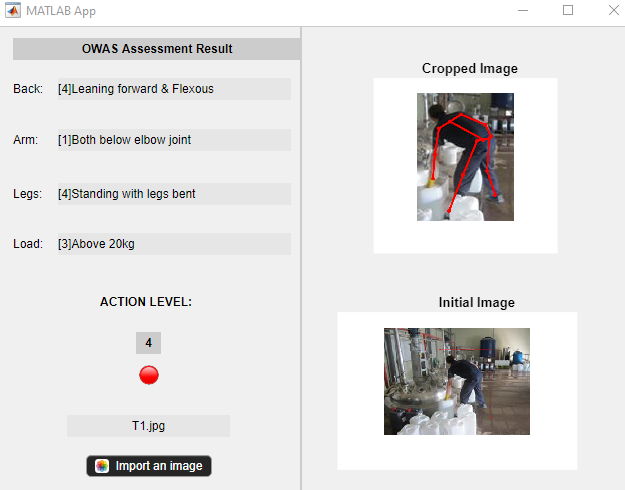 MATLAB App
OWAS Assessment Result
Back: [4]Leaning forward & Flexous
Arm: [1]Both below elbow joint
Legs: [4]Standing with legs bent
Load: [3]Above 20kg
ACTION LEVEL:
4
T1.jpg
Import an image
Cropped Image
Initial Image